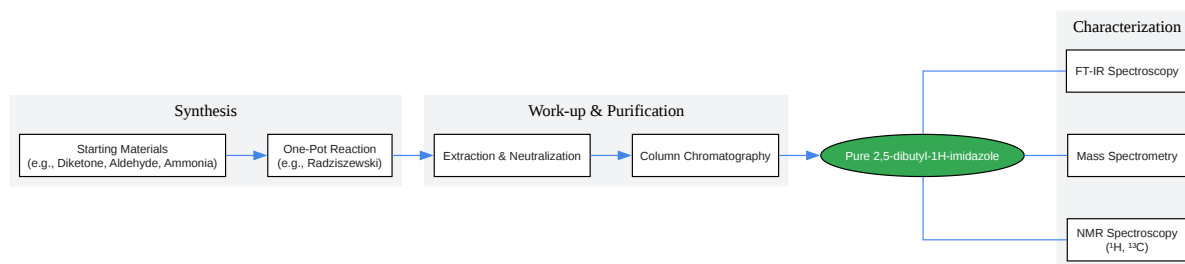 Synthesis
Starting Materials
(e.g., Diketone, Aldehyde, Ammonia)
One-Pot Reaction
(e.g., Radziszewski)
Work-up & Purification
Extraction & Neutralization
Column Chromatography
Pure 2,5-dibutyl-1H-imidazole
Characterization
FT-IR Spectroscopy
Mass Spectrometry
NMR Spectroscopy
(¹H, ¹³C)